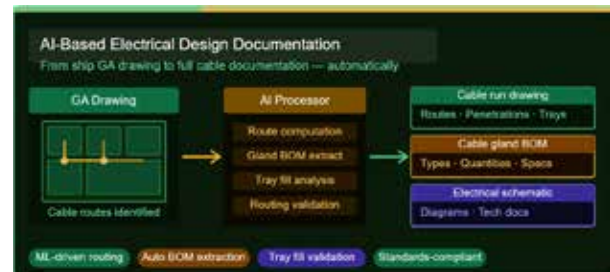 AI-Based Electrical Design Documentation
From ship GA drawing to full cable documentation — automatically
GA Drawing
Cable routes identified
AI Processor
Route computation
Gland BOM extract
Tray fill analysis
Routing validation
Cable run drawing
Routes · Penetrations · Trays
Cable gland BOM
Types · Quantities · Specs
Electrical schematic
Diagrams · Tech docs
ML-driven routing
Auto BOM extraction
Tray fill validation
Standards-compliant